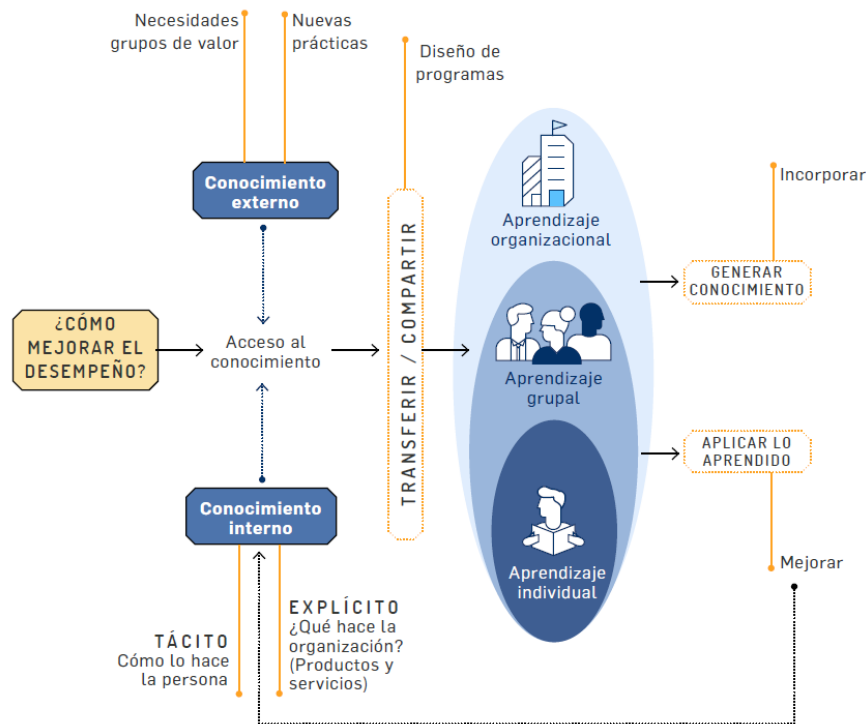 Necesidades
grupos de valor
Nuevas
prácticas
Diseño de
programas
Conocimiento
externo
Aprendizaje
organizacional
Incorporar
GENERAR
CONOCIMIENTO
¿CÓMO
MEJORAR EL
DESEMPEÑO?
Acceso al
conocimiento
TRANSFERIR / COMPARTIR
Aprendizaje
grupal
APLICAR LO
APRENDIDO
Conocimiento
interno
Aprendizaje
individual
Mejorar
TÁCITO
Cómo lo hace
la persona
EXPLÍCITO
¿Qué hace la
organización?
(Productos y
servicios)